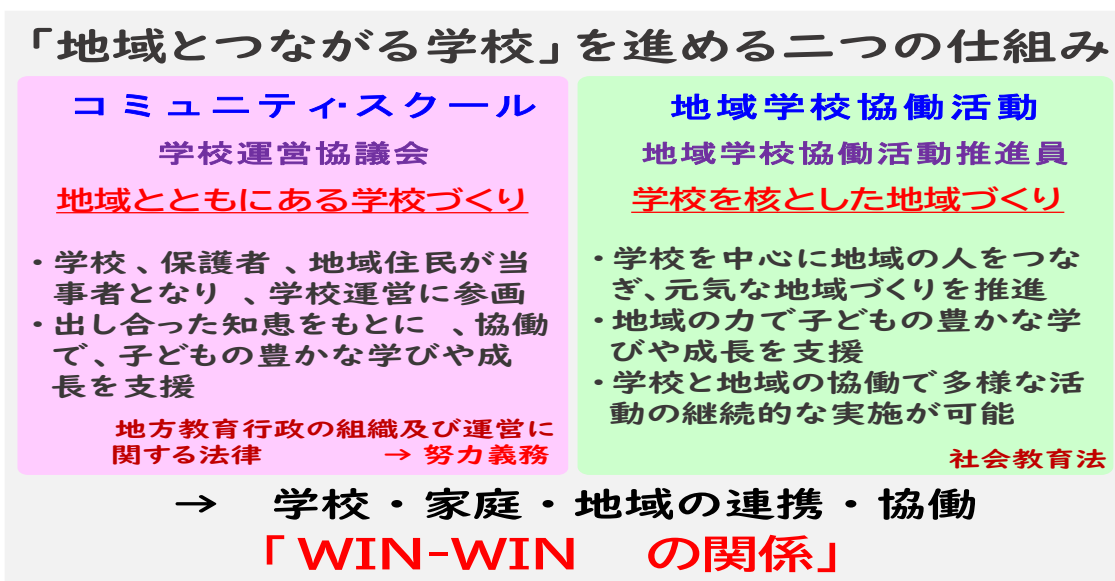 「地域とつながる学校」を進める二つの仕組み
コミュニティ・スクール
学校運営協議会
地域とともにある学校づくり
・学校、保護者、地域住民が当
事者となり、学校運営に参画
・出し合った知恵をもとに、協働
で、子どもの豊かな学びや成
長を支援
地方教育行政の組織及び運営に
関する法律　→ 努力義務
地域学校協働活動
地域学校協働活動推進員
学校を核とした地域づくり
・学校を中心に地域の人をつな
ぎ、元気な地域づくりを推進
・地域の力で子どもの豊かな学
びや成長を支援
・学校と地域の協働で多様な活
動の継続的な実施が可能
社会教育法
→　学校・家庭・地域の連携・協働
「WIN-WIN　の関係」